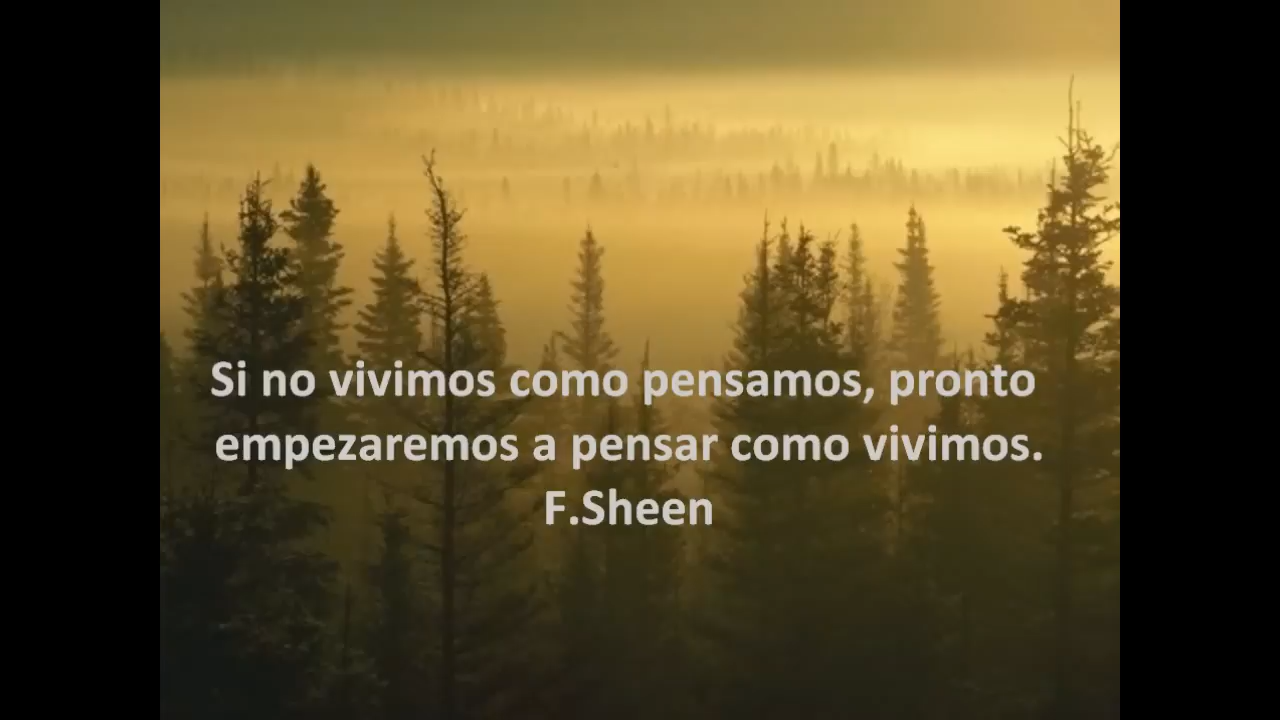 Si no vivimos como pensamos, pronto
empezaremos a pensar como vivimos.
F.Sheen